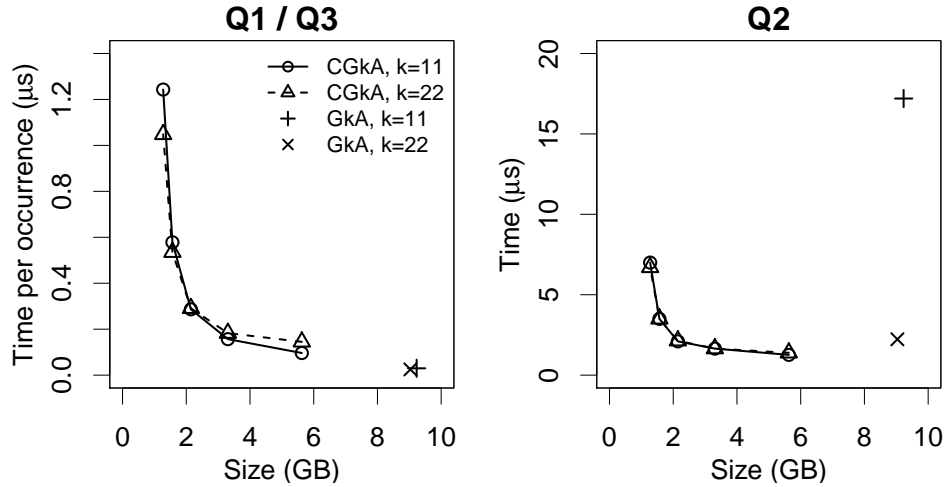 Q1 / Q3
Time per occurrence (μs)
0.0 0.4 0.8 1.2
CGkA, k=11
CGkA, k=22
GkA, k=11
GkA, k=22
0 2 4 6 8 10
Size (GB)
Q2
Time (μs)
0 5 10 15 20
0 2 4 6 8 10
Size (GB)